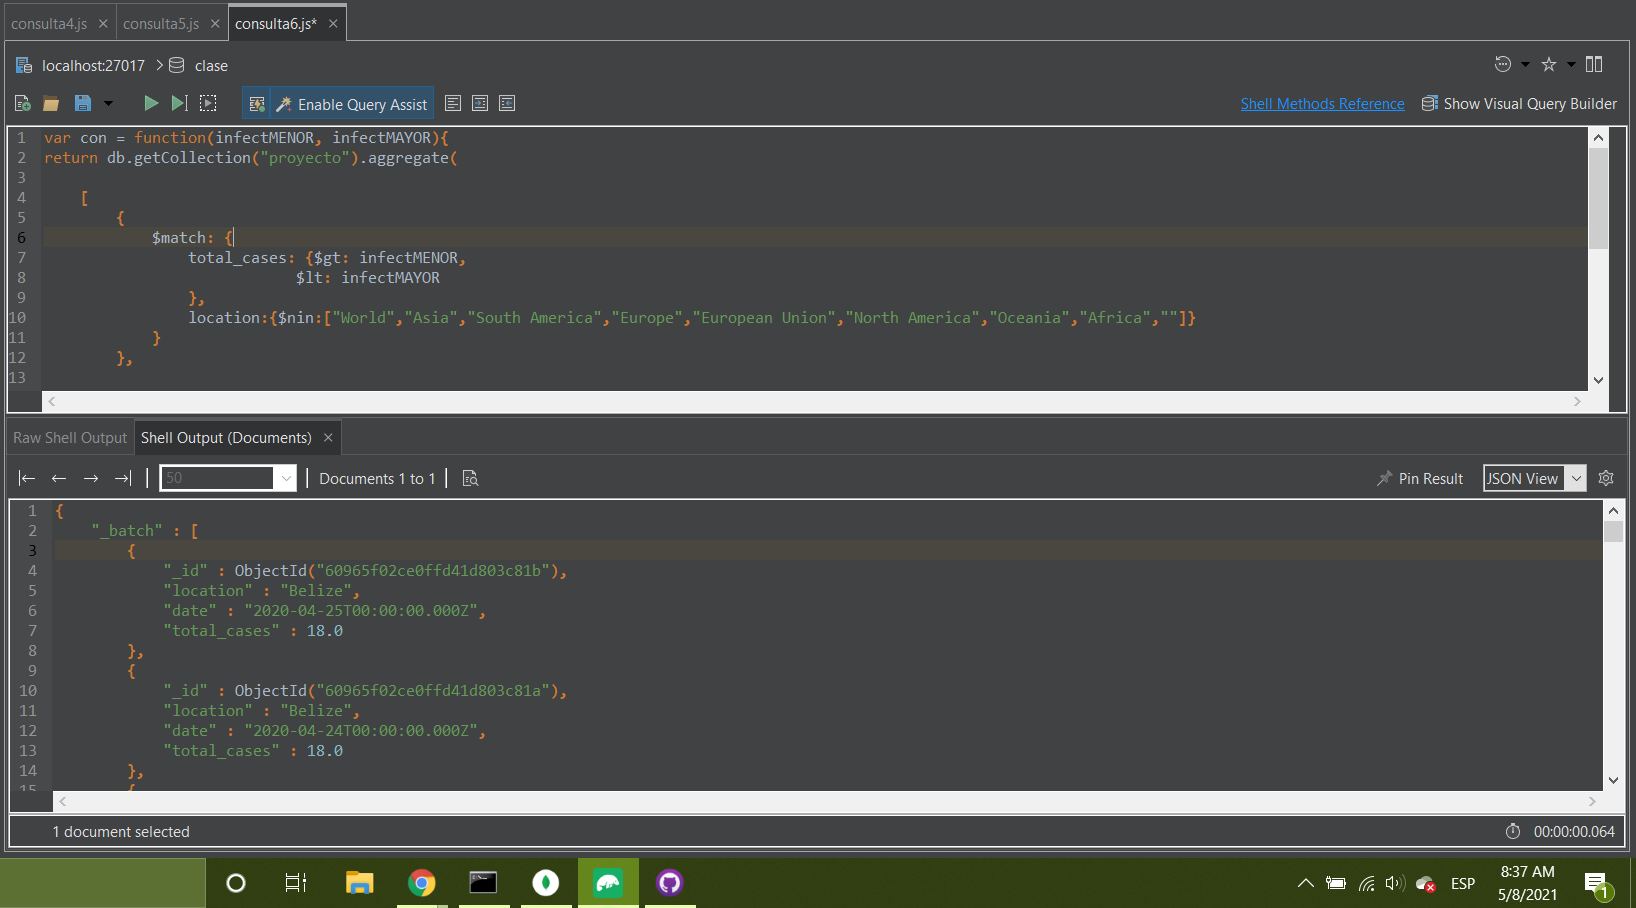 consulta4.js × consulta5.js × consulta6.js* ×
localhost:27017 > clase
Enable Query Assist Shell Methods Reference Show Visual Query Builder
1 var con = function(infectMENOR, infectMAYOR){
2 return db.getCollection("proyecto").aggregate(
3
4 [
5 {
6 $match: {
7 total_cases: {$gt: infectMENOR,
8 $lt: infectMAYOR
9 },
10 location:{$nin:["World","Asia","South America","Europe","European Union","North America","Oceania","Africa",""]}
11 }
12 },
13
Raw Shell Output Shell Output (Documents) ×
50 Documents 1 to 1 Pin Result JSON View
1 {
2 "_batch" : [
3 {
4 "_id" : ObjectId("60965f02ce0ffd41d803c81b"),
5 "location" : "Belize",
6 "date" : "2020-04-25T00:00:00.000Z",
7 "total_cases" : 18.0
8 },
9 {
10 "_id" : ObjectId("60965f02ce0ffd41d803c81a"),
11 "location" : "Belize",
12 "date" : "2020-04-24T00:00:00.000Z",
13 "total_cases" : 18.0
14 },
15 {
1 document selected 00:00:00.064
ESP
8:37 AM
5/8/2021
1